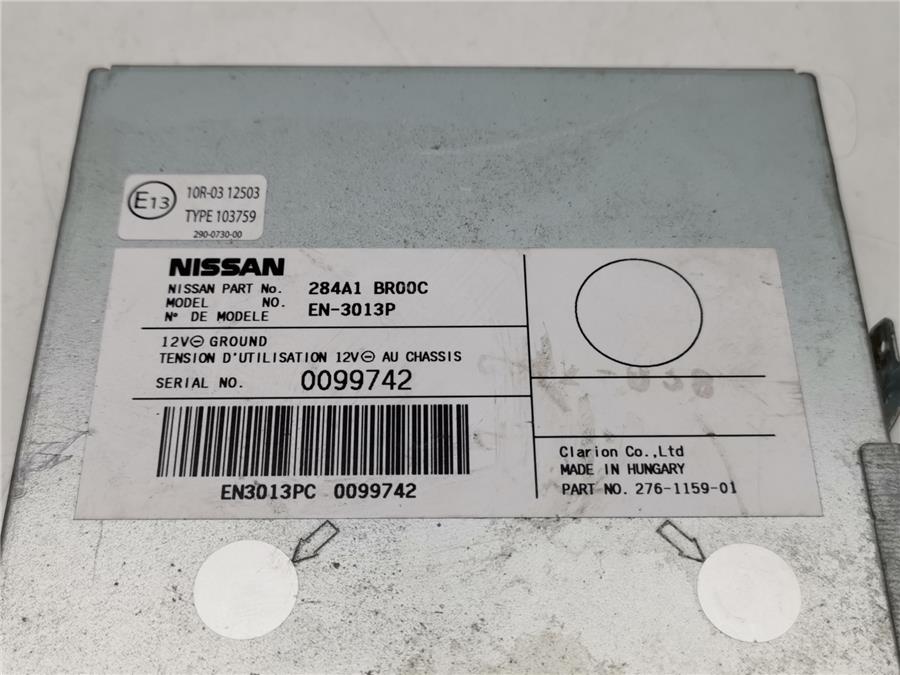 E13
10R-03 12503
TYPE 103759
290-0730-00
NISSAN
NISSAN PART No. 284A1 BR00C
MODEL NO. EN-3013P
N° DE MODELE
12V⊖ GROUND
TENSION D'UTILISATION 12V⊖ AU CHASSIS
SERIAL NO. 0099742
EN3013PC 0099742
Clarion Co.,Ltd
MADE IN HUNGARY
PART NO. 276-1159-01